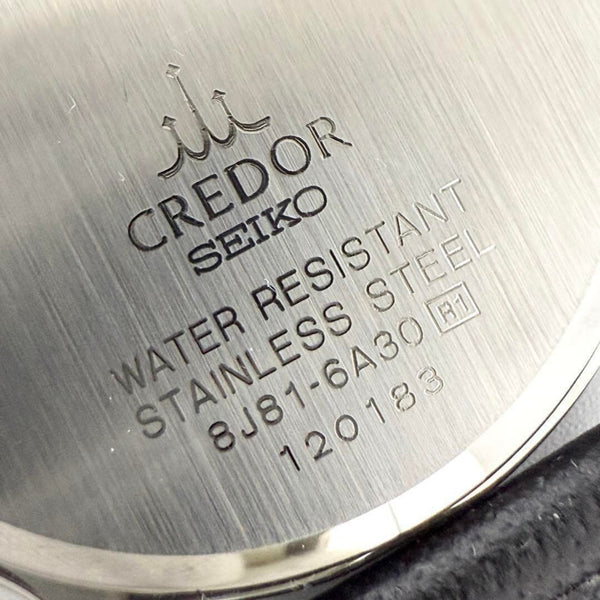 CREDOR
SEIKO
WATER RESISTANT
STAINLESS STEEL
8J81-6A30 R1
120183